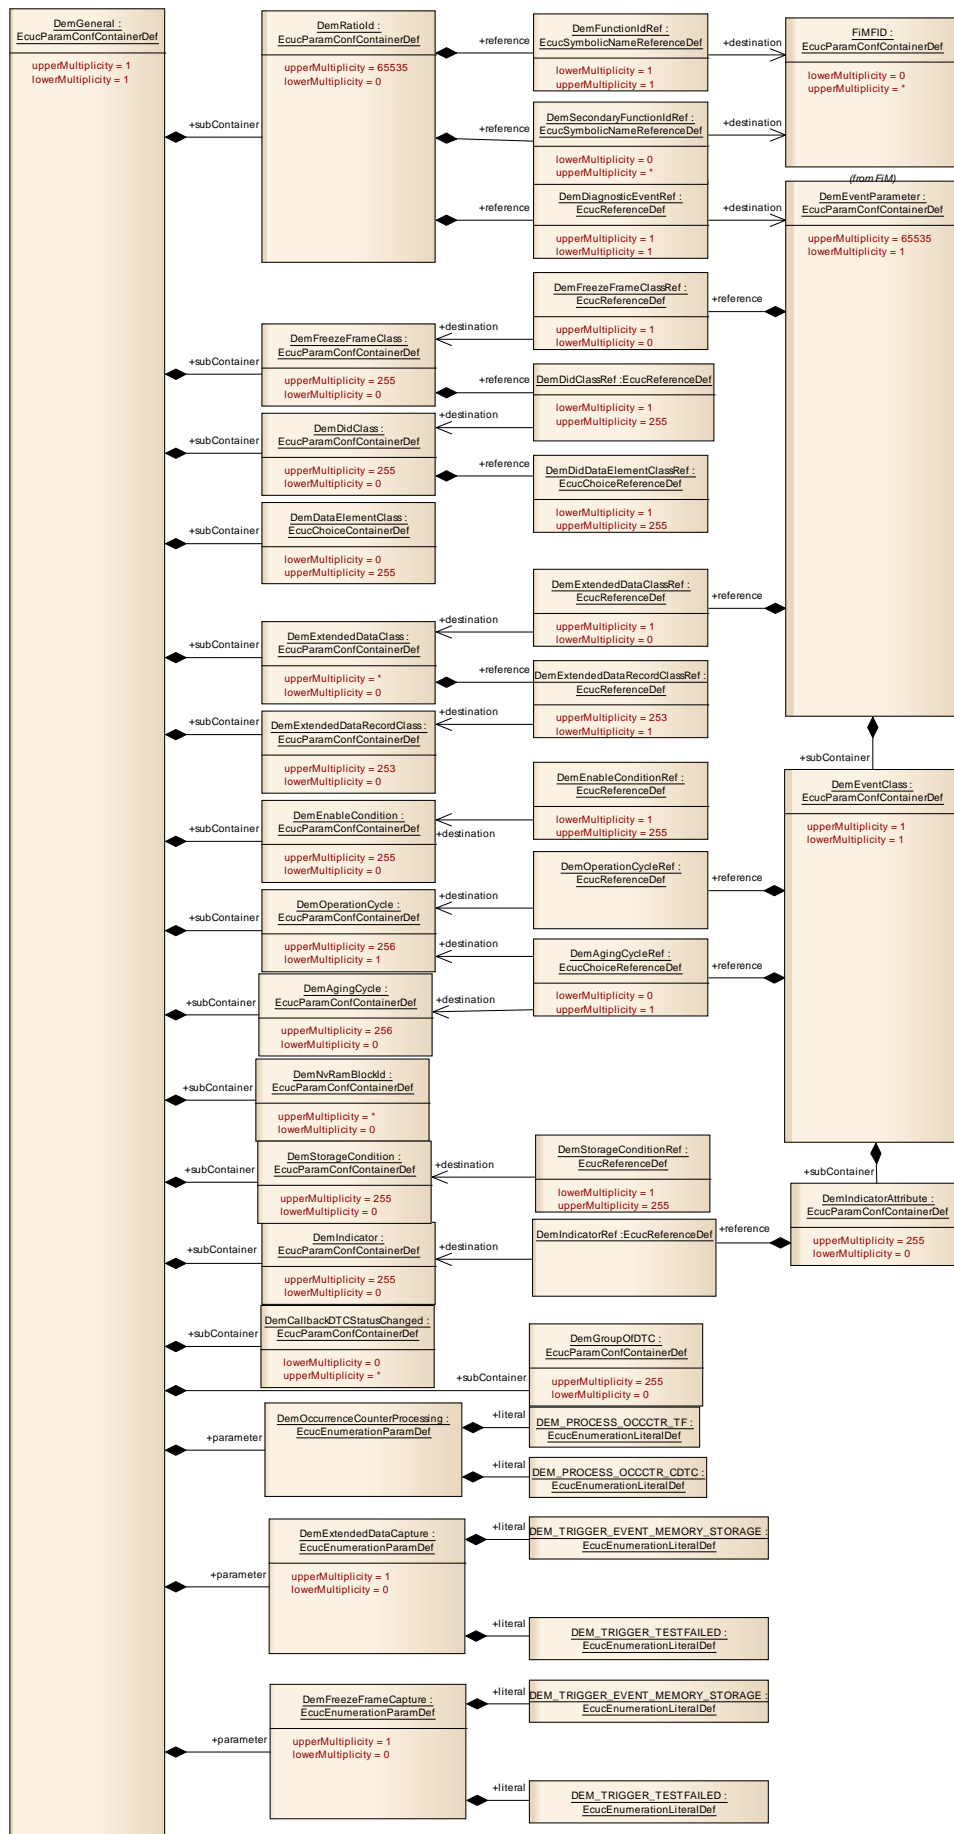 DemGeneral :
EcucParamConfContainerDef
upperMultiplicity = 1
lowerMultiplicity = 1
+subContainer
DemRatioId :
EcucParamConfContainerDef
upperMultiplicity = 65535
lowerMultiplicity = 0
+reference
DemFunctionIdRef :
EcucSymbolicNameReferenceDef
lowerMultiplicity = 1
upperMultiplicity = 1
+destination
FiMFID :
EcucParamConfContainerDef
lowerMultiplicity = 0
upperMultiplicity = *
(from FiM)
+reference
DemSecondaryFunctionIdRef :
EcucSymbolicNameReferenceDef
lowerMultiplicity = 0
upperMultiplicity = *
+destination
+reference
DemDiagnosticEventRef :
EcucReferenceDef
upperMultiplicity = 1
lowerMultiplicity = 1
+destination
DemEventParameter :
EcucParamConfContainerDef
upperMultiplicity = 65535
lowerMultiplicity = 1
DemFreezeFrameClassRef :
EcucReferenceDef
upperMultiplicity = 1
lowerMultiplicity = 0
+reference
+destination
+subContainer
DemFreezeFrameClass :
EcucParamConfContainerDef
upperMultiplicity = 255
lowerMultiplicity = 0
+reference
DemDidClassRef :EcucReferenceDef
lowerMultiplicity = 1
upperMultiplicity = 255
+destination
+subContainer
DemDidClass :
EcucParamConfContainerDef
upperMultiplicity = 255
lowerMultiplicity = 0
+reference
DemDidDataElementClassRef :
EcucChoiceReferenceDef
lowerMultiplicity = 1
upperMultiplicity = 255
+subContainer
DemDataElementClass :
EcucChoiceContainerDef
lowerMultiplicity = 0
upperMultiplicity = 255
DemExtendedDataClassRef :
EcucReferenceDef
upperMultiplicity = 1
lowerMultiplicity = 0
+reference
+destination
+subContainer
DemExtendedDataClass :
EcucParamConfContainerDef
upperMultiplicity = *
lowerMultiplicity = 0
+reference
DemExtendedDataRecordClassRef :
EcucReferenceDef
upperMultiplicity = 253
lowerMultiplicity = 1
+destination
+subContainer
DemExtendedDataRecordClass :
EcucParamConfContainerDef
upperMultiplicity = 253
lowerMultiplicity = 0
+subContainer
DemEventClass :
EcucParamConfContainerDef
upperMultiplicity = 1
lowerMultiplicity = 1
DemEnableConditionRef :
EcucReferenceDef
lowerMultiplicity = 1
upperMultiplicity = 255
+destination
+subContainer
DemEnableCondition :
EcucParamConfContainerDef
upperMultiplicity = 255
lowerMultiplicity = 0
DemOperationCycleRef :
EcucReferenceDef
+reference
+destination
+subContainer
DemOperationCycle :
EcucParamConfContainerDef
upperMultiplicity = 256
lowerMultiplicity = 1
+destination
DemAgingCycleRef :
EcucChoiceReferenceDef
lowerMultiplicity = 0
upperMultiplicity = 1
+reference
+destination
+subContainer
DemAgingCycle :
EcucParamConfContainerDef
upperMultiplicity = 256
lowerMultiplicity = 0
+subContainer
DemNvRamBlockId :
EcucParamConfContainerDef
upperMultiplicity = *
lowerMultiplicity = 0
+subContainer
DemStorageCondition :
EcucParamConfContainerDef
upperMultiplicity = 255
lowerMultiplicity = 0
+destination
DemStorageConditionRef :
EcucReferenceDef
lowerMultiplicity = 1
upperMultiplicity = 255
+subContainer
DemIndicatorAttribute :
EcucParamConfContainerDef
upperMultiplicity = 255
lowerMultiplicity = 0
+reference
DemIndicatorRef :EcucReferenceDef
+destination
+subContainer
DemIndicator :
EcucParamConfContainerDef
upperMultiplicity = 255
lowerMultiplicity = 0
+subContainer
DemCallbackDTCStatusChanged :
EcucParamConfContainerDef
lowerMultiplicity = 0
upperMultiplicity = *
+subContainer
DemGroupOfDTC :
EcucParamConfContainerDef
upperMultiplicity = 255
lowerMultiplicity = 0
+parameter
DemOccurrenceCounterProcessing :
EcucEnumerationParamDef
+literal
DEM_PROCESS_OCCCTR_TF :
EcucEnumerationLiteralDef
+literal
DEM_PROCESS_OCCCTR_CDTC :
EcucEnumerationLiteralDef
+parameter
DemExtendedDataCapture :
EcucEnumerationParamDef
upperMultiplicity = 1
lowerMultiplicity = 0
+literal
DEM_TRIGGER_EVENT_MEMORY_STORAGE :
EcucEnumerationLiteralDef
+literal
DEM_TRIGGER_TESTFAILED :
EcucEnumerationLiteralDef
+parameter
DemFreezeFrameCapture :
EcucEnumerationParamDef
upperMultiplicity = 1
lowerMultiplicity = 0
+literal
DEM_TRIGGER_EVENT_MEMORY_STORAGE :
EcucEnumerationLiteralDef
+literal
DEM_TRIGGER_TESTFAILED :
EcucEnumerationLiteralDef